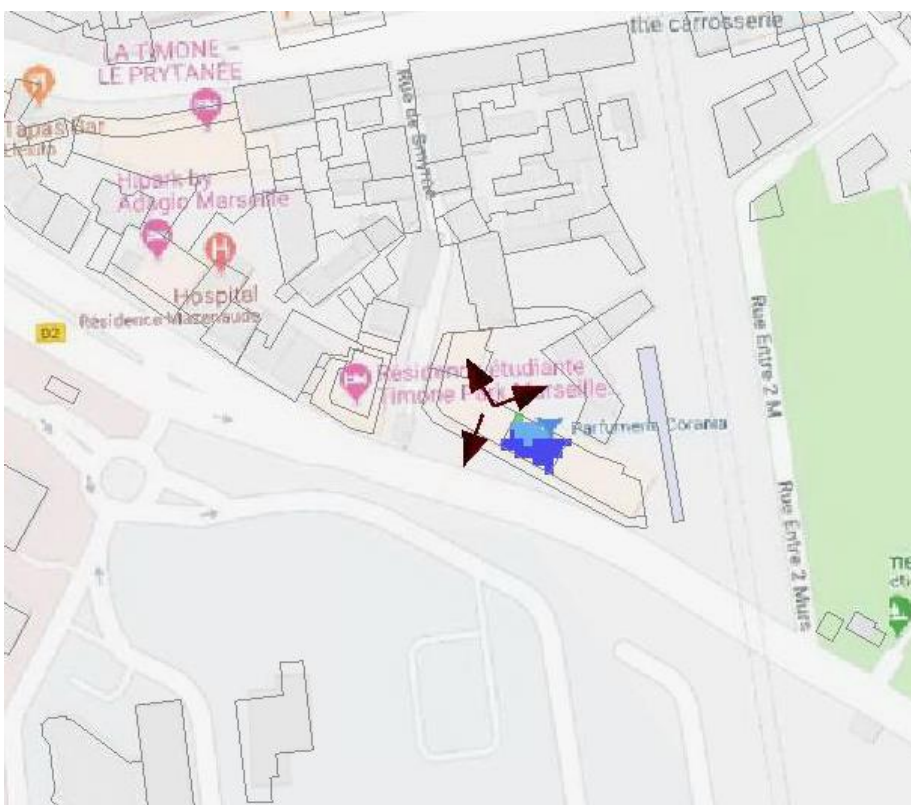 the carrosserie
LA TIMONE -
LE PRYTANÉE
Tapas Bar
Rue de Smyrne
Hipark by
Adagio Marseille
Hospital
Résidence Mazenaude
D2
Rue Entre 2 M
Résidence étudiante
Timone Park Marseille
Parfumerie Corania
Rue Entre 2 Murs